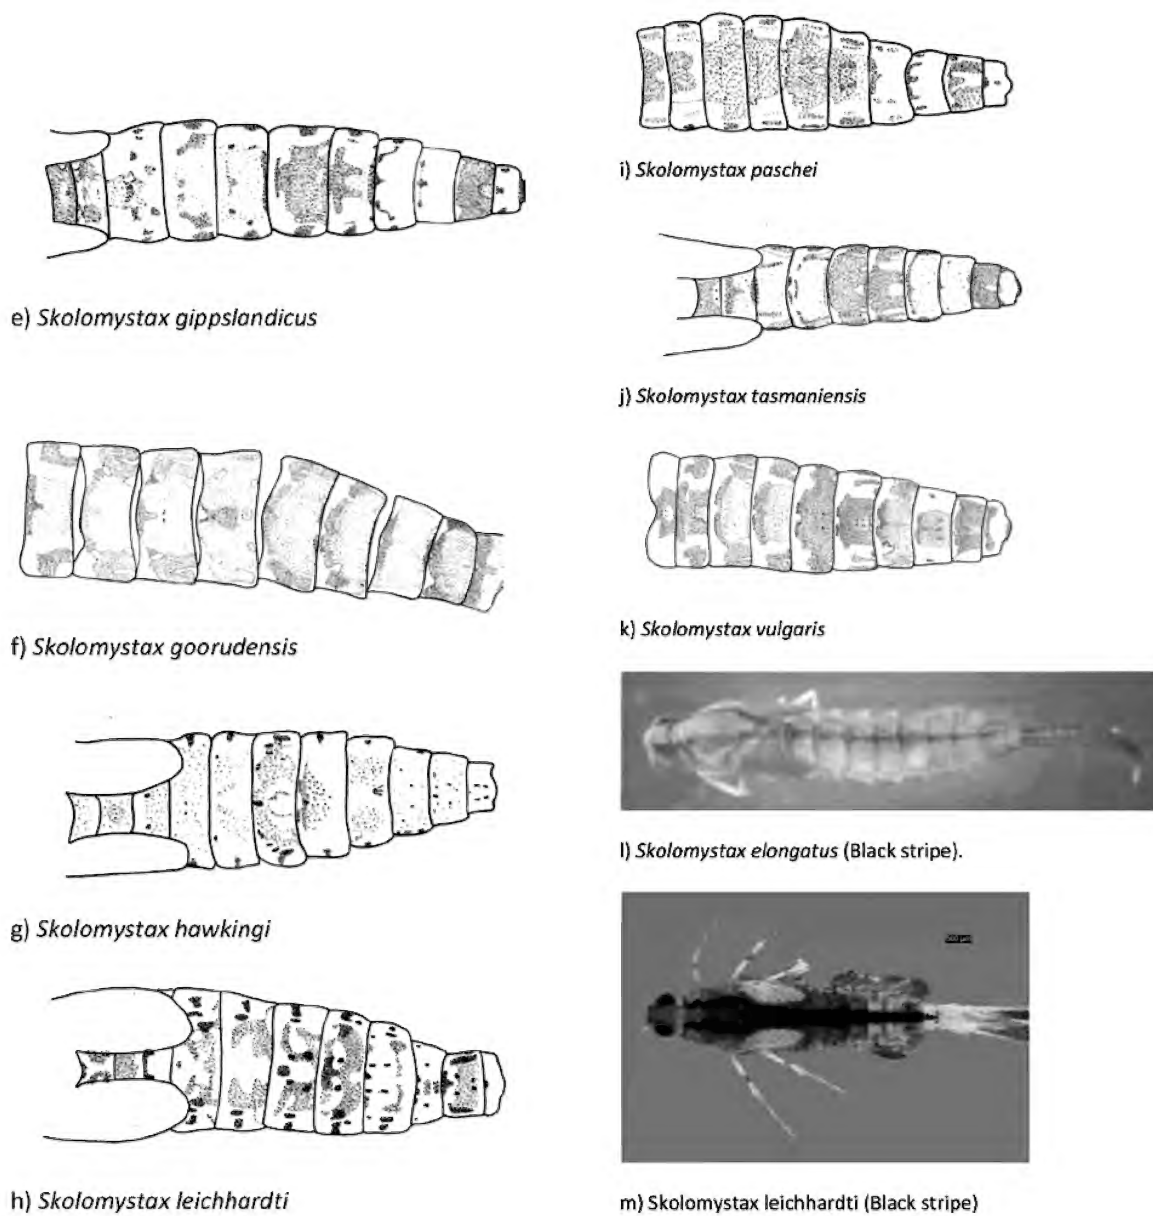 e) Skolomystax gippslandicus
f) Skolomystax goorudensis
g) Skolomystax hawkingi
h) Skolomystax leichhardti
i) Skolomystax paschei
j) Skolomystax tasmaniensis
k) Skolomystax vulgaris
l) Skolomystax elongatus (Black stripe).
m) Skolomystax leichhardti (Black stripe)